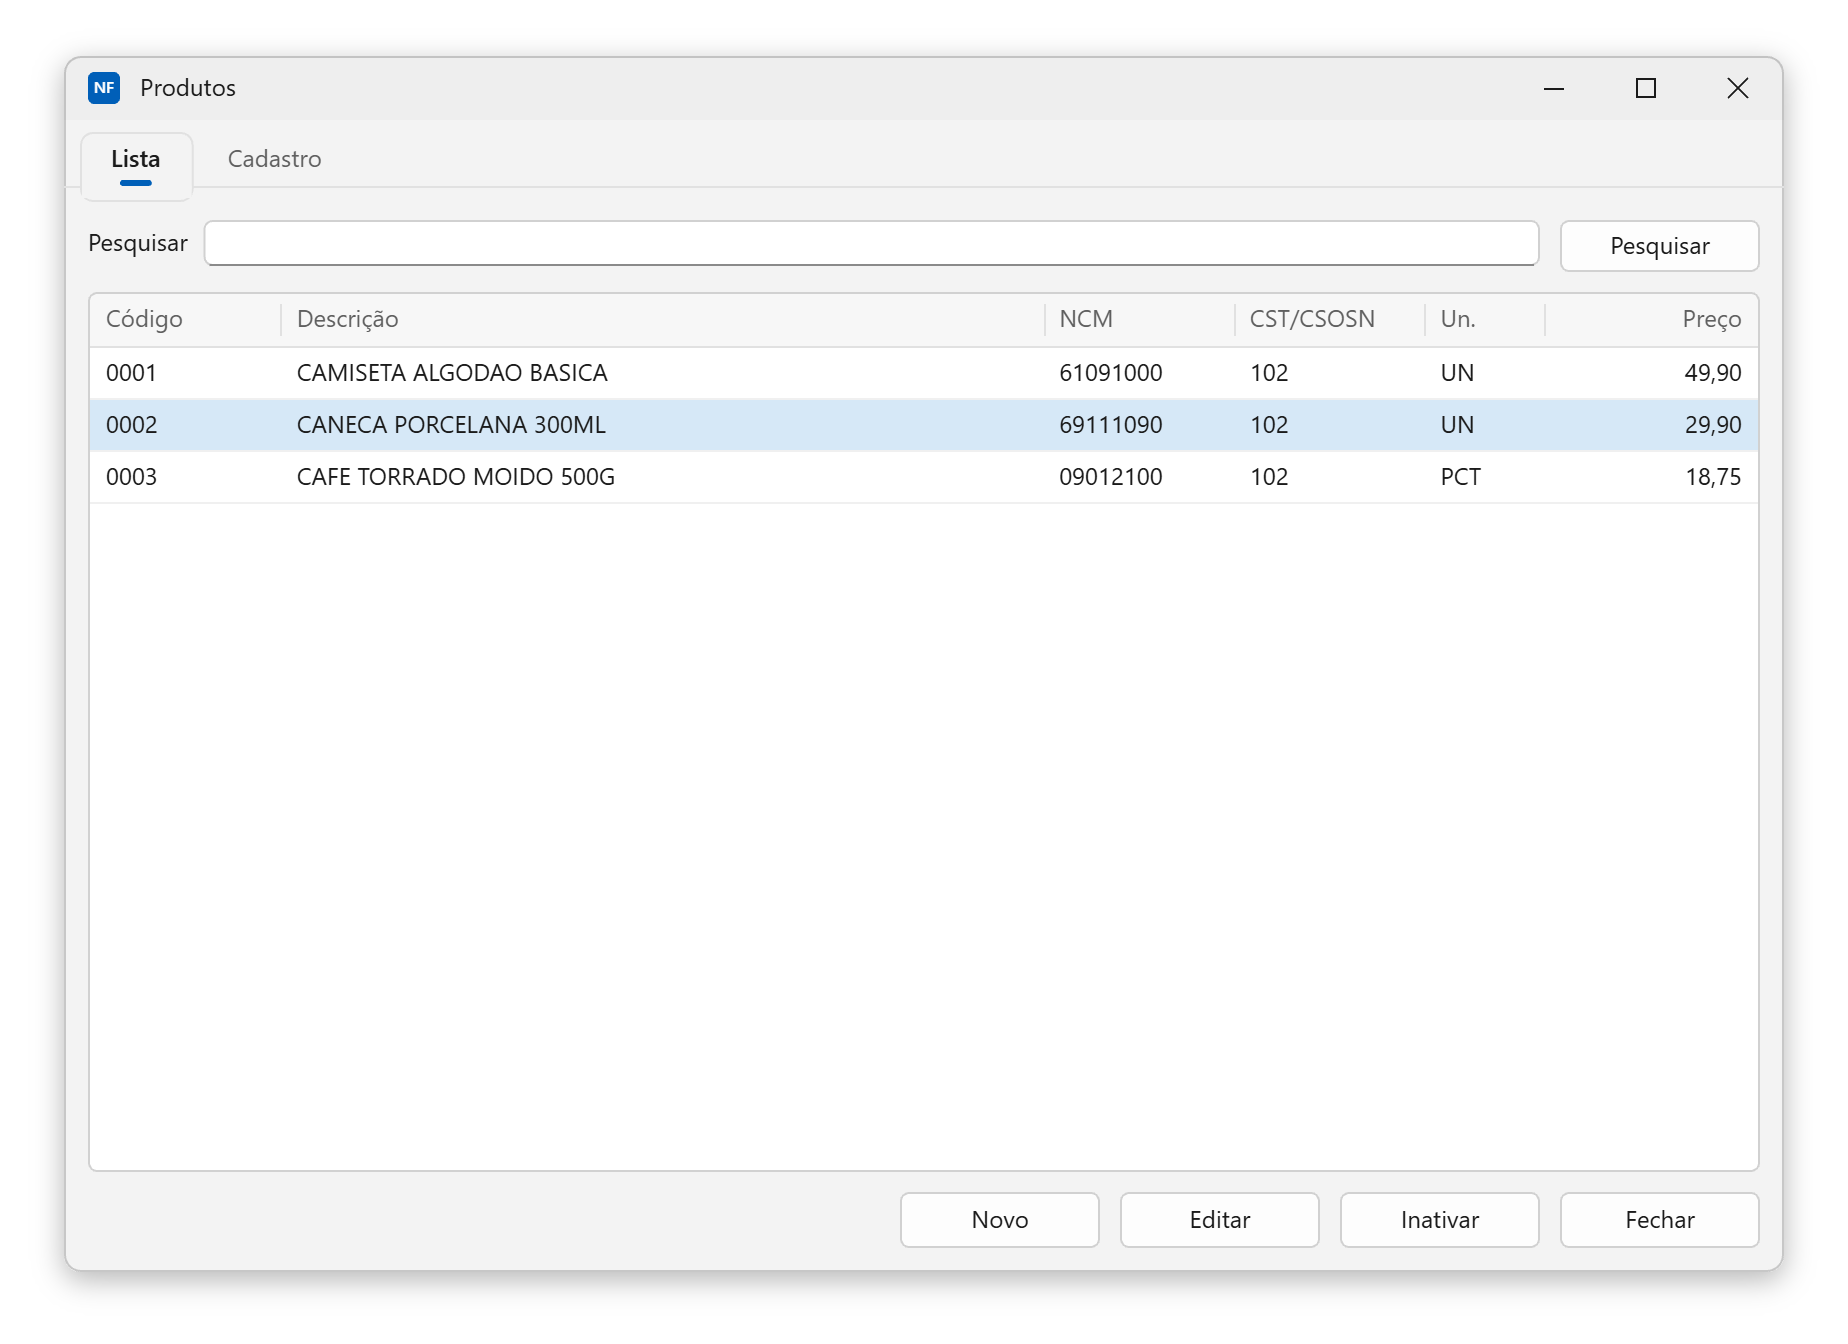 NF Produtos
Lista Cadastro
Pesquisar Pesquisar
Código Descrição NCM CST/CSOSN Un. Preço
0001 CAMISETA ALGODAO BASICA 61091000 102 UN 49,90
0002 CANECA PORCELANA 300ML 69111090 102 UN 29,90
0003 CAFE TORRADO MOIDO 500G 09012100 102 PCT 18,75
Novo Editar Inativar Fechar